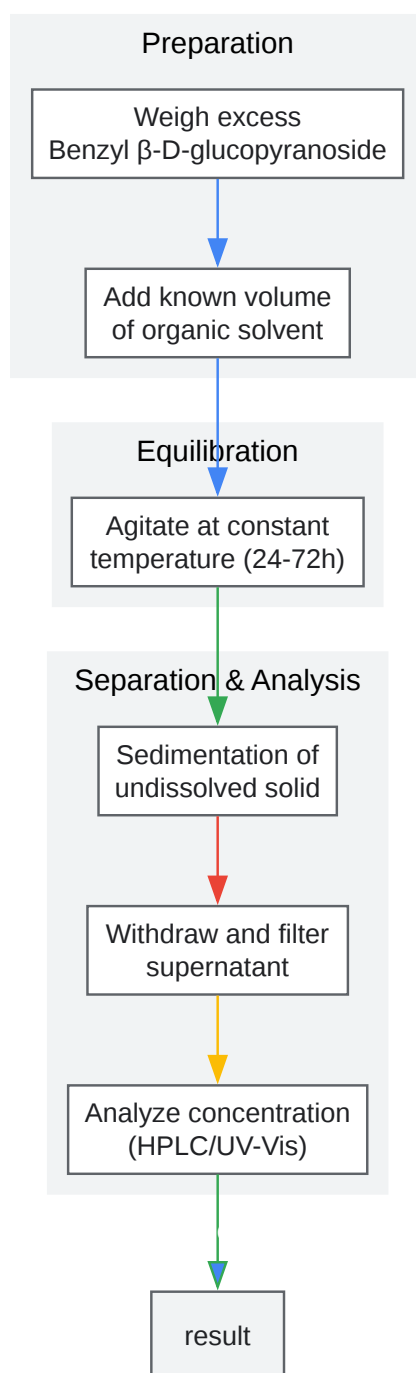 Preparation
Weigh excess
Benzyl β-D-glucopyranoside
Add known volume
of organic solvent
Equilibration
Agitate at constant
temperature (24-72h)
Separation & Analysis
Sedimentation of
undissolved solid
Withdraw and filter
supernatant
Analyze concentration
(HPLC/UV-Vis)
result